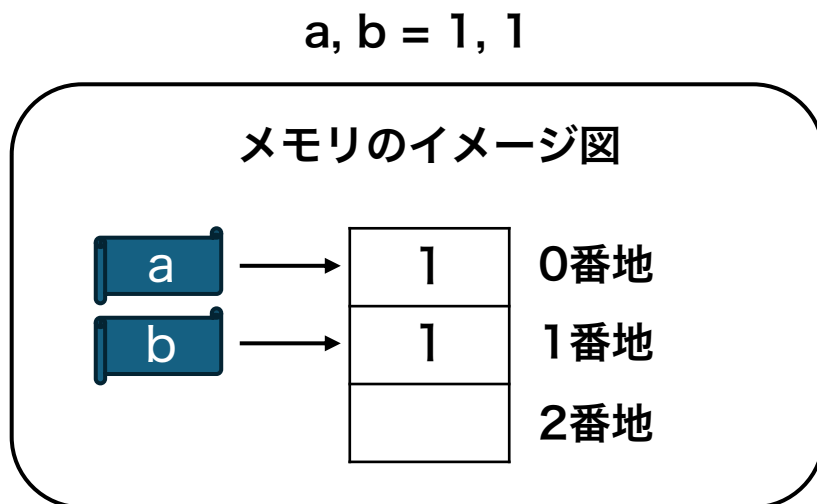 a, b = 1, 1
メモリのイメージ図
a 1 0番地
b 1 1番地
2番地